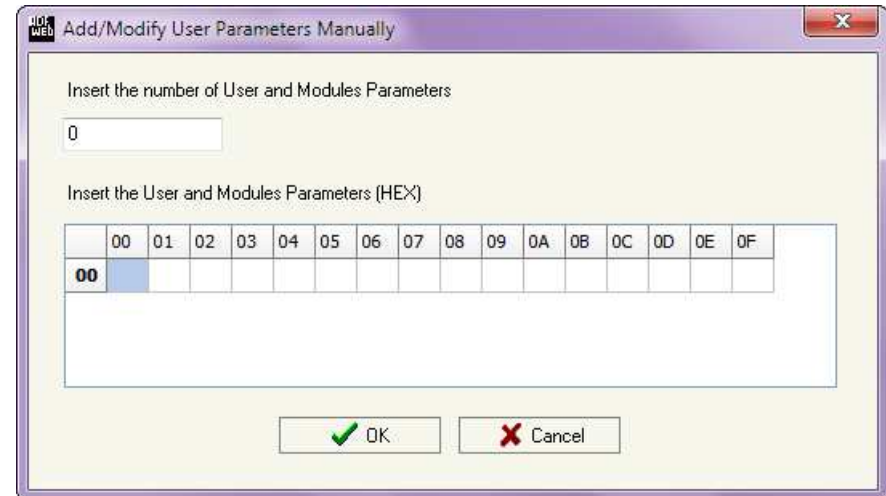 ADF WEB Add/Modify User Parameters Manually X
Insert the number of User and Modules Parameters
0
Insert the User and Modules Parameters (HEX)
00 01 02 03 04 05 06 07 08 09 0A 0B 0C 0D 0E 0F
00
OK Cancel